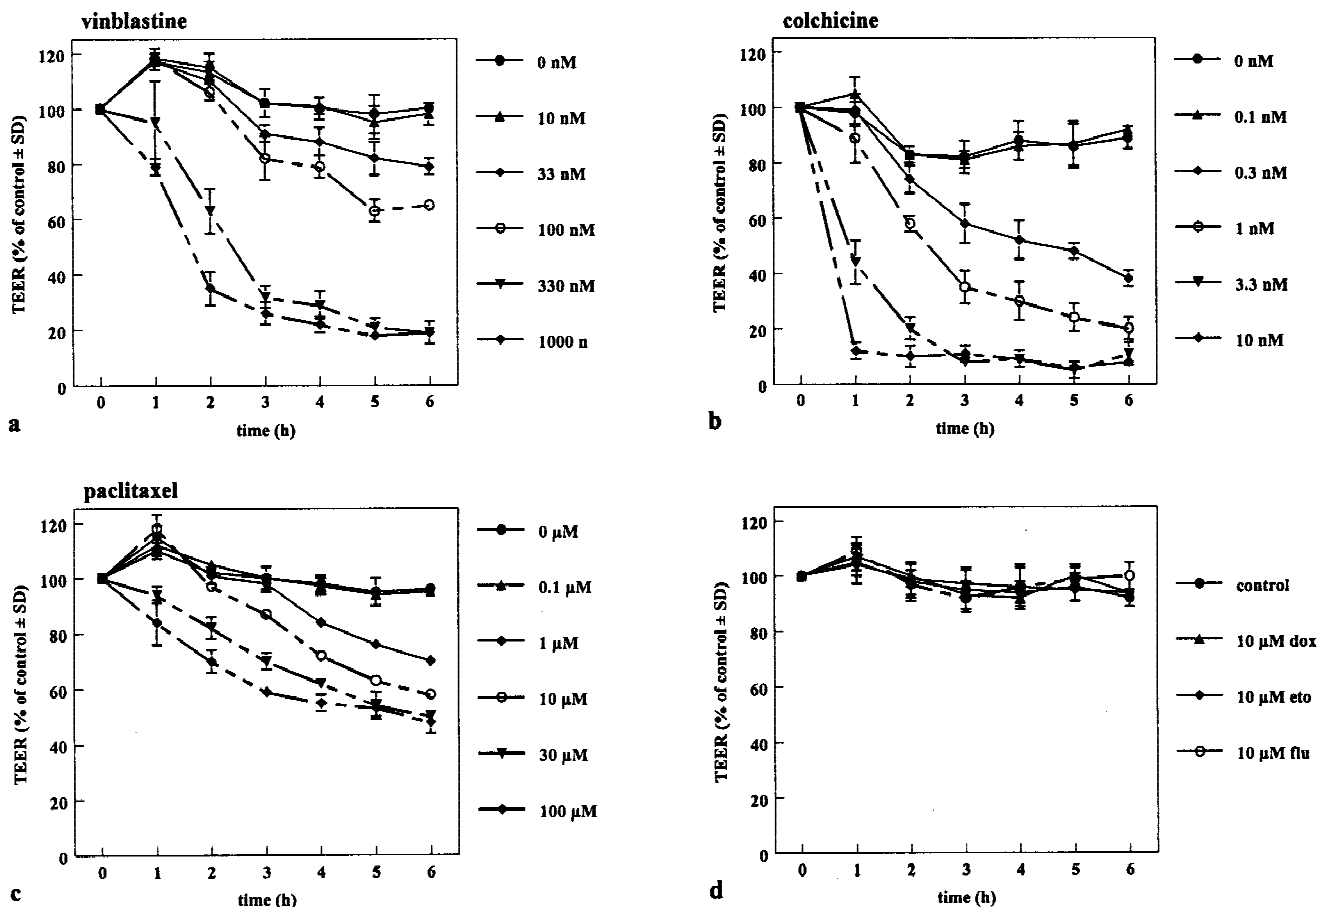 vinblastine
TEER (% of control ± SD)
120
100
80
60
40
20
0
0 1 2 3 4 5 6
time (h)
0 nM
10 nM
33 nM
100 nM
330 nM
1000 n
a
colchicine
TEER (% of control ± SD)
120
100
80
60
40
20
0
0 1 2 3 4 5 6
time (h)
0 nM
0.1 nM
0.3 nM
1 nM
3.3 nM
10 nM
b
paclitaxel
TEER (% of control ± SD)
120
100
80
60
40
20
0
0 1 2 3 4 5 6
time (h)
0 µM
0.1 µM
1 µM
10 µM
30 µM
100 µM
c
TEER (% of control ± SD)
120
100
80
60
40
20
0
0 1 2 3 4 5 6
time (h)
control
10 µM dox
10 µM eto
10 µM flu
d